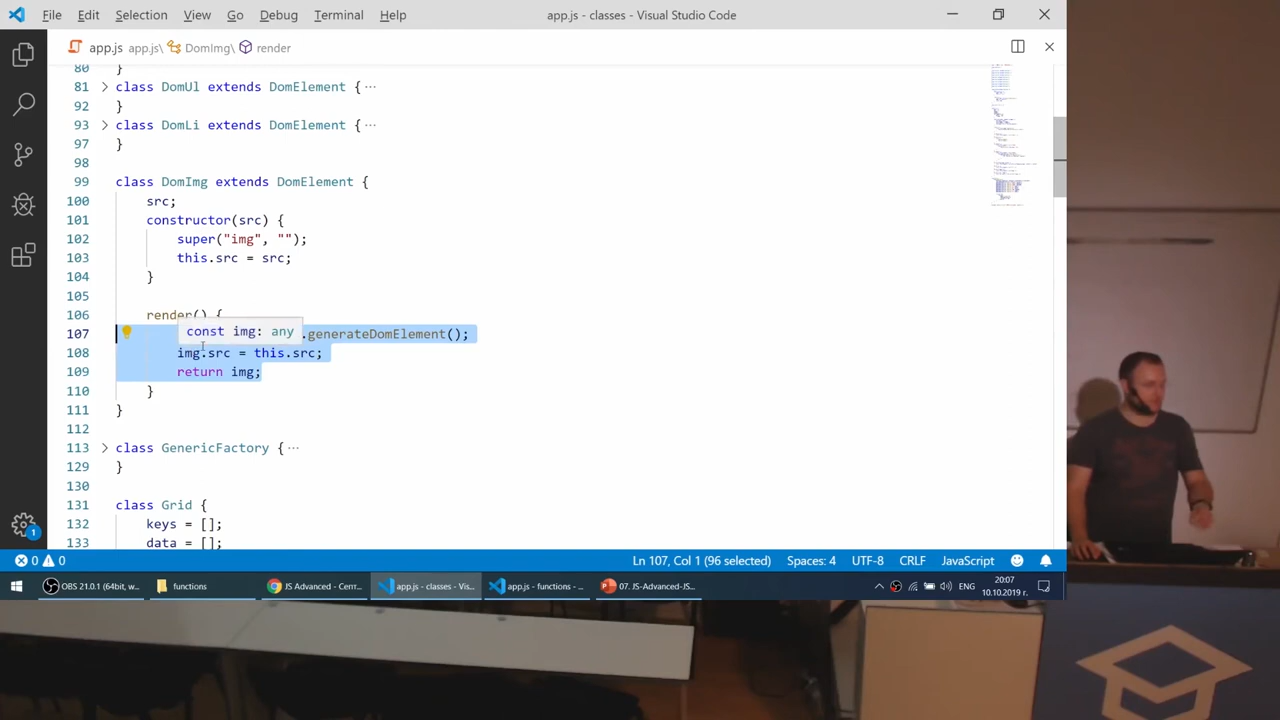 File Edit Selection View Go Debug Terminal Help app.js - classes - Visual Studio Code
app.js app.js\ DomImg\ render
80 }
81 class DomUl extends DomElement { ...
92
93 class DomLi extends DomElement { ...
97
98
99 class DomImg extends DomElement {
100 src;
101 constructor(src) {
102 super("img", "");
103 this.src = src;
104 }
105
106 render() {
const img: any
107 .generateDomElement();
108 img.src = this.src;
109 return img;
110 }
111 }
112
113 class GenericFactory { ...
129 }
130
131 class Grid {
132 keys = [];
133 data = [];
1
0 0 Ln 107, Col 1 (96 selected) Spaces: 4 UTF-8 CRLF JavaScript
OBS 21.0.1 (64bit, w... functions JS Advanced - Септ... app.js - classes - Vis... app.js - functions - ... 07. JS-Advanced-JS... ЕНG 20:07
10.10.2019 г.